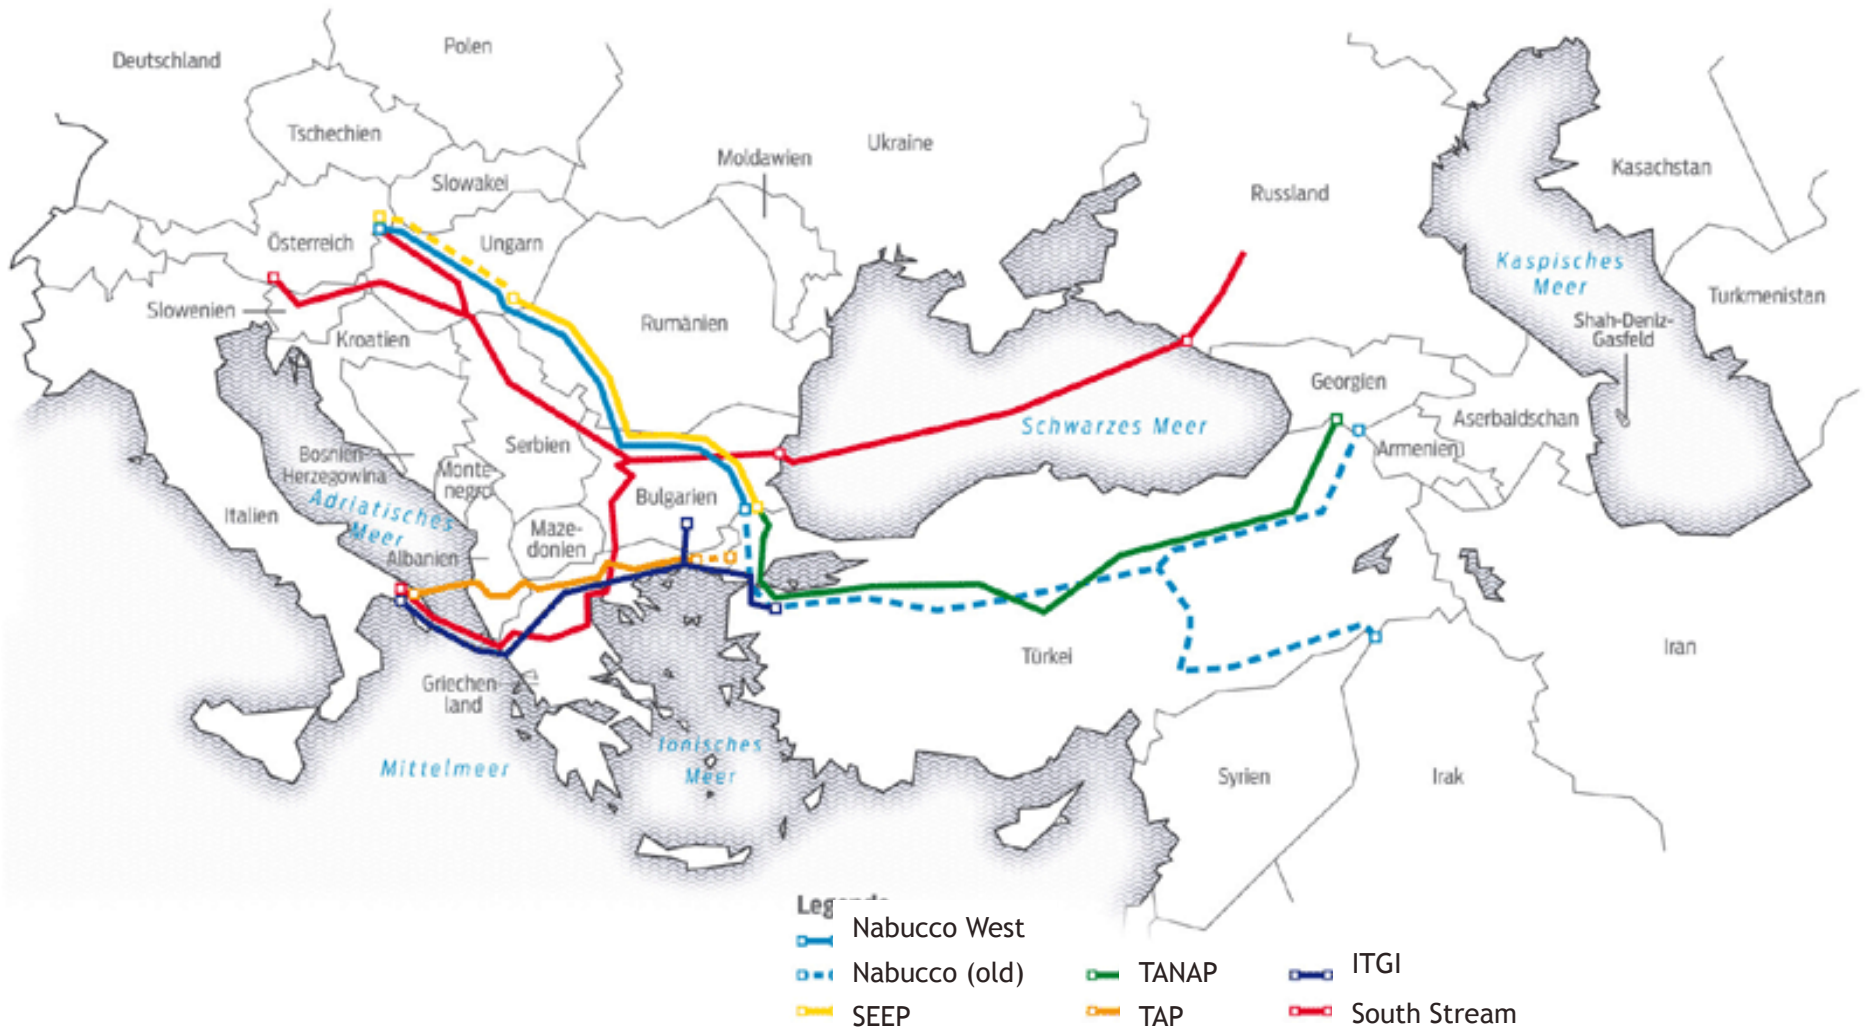 Polen
Deutschland
Tschechien
Ukraine
Moldawien
Kasachstan
Slowakei
Russland
Österreich
Ungarn
Kaspisches
Meer
Turkmenistan
Slowenien
Rumänien
Shah-Deniz-
Gasfeld
Kroatien
Georgien
Aserbaidschan
Schwarzes Meer
Serbien
Armenien
Bosnien-
Herzegowina
Monte-
negro
Bulgarien
Adriatisches
Meer
Italien
Maze-
donien
Albanien
Türkei
Iran
Griechen-
land
Ionisches
Meer
Mittelmeer
Syrien
Irak
Nabucco West
Nabucco (old)
SEEP
TANAP
TAP
ITGI
South Stream